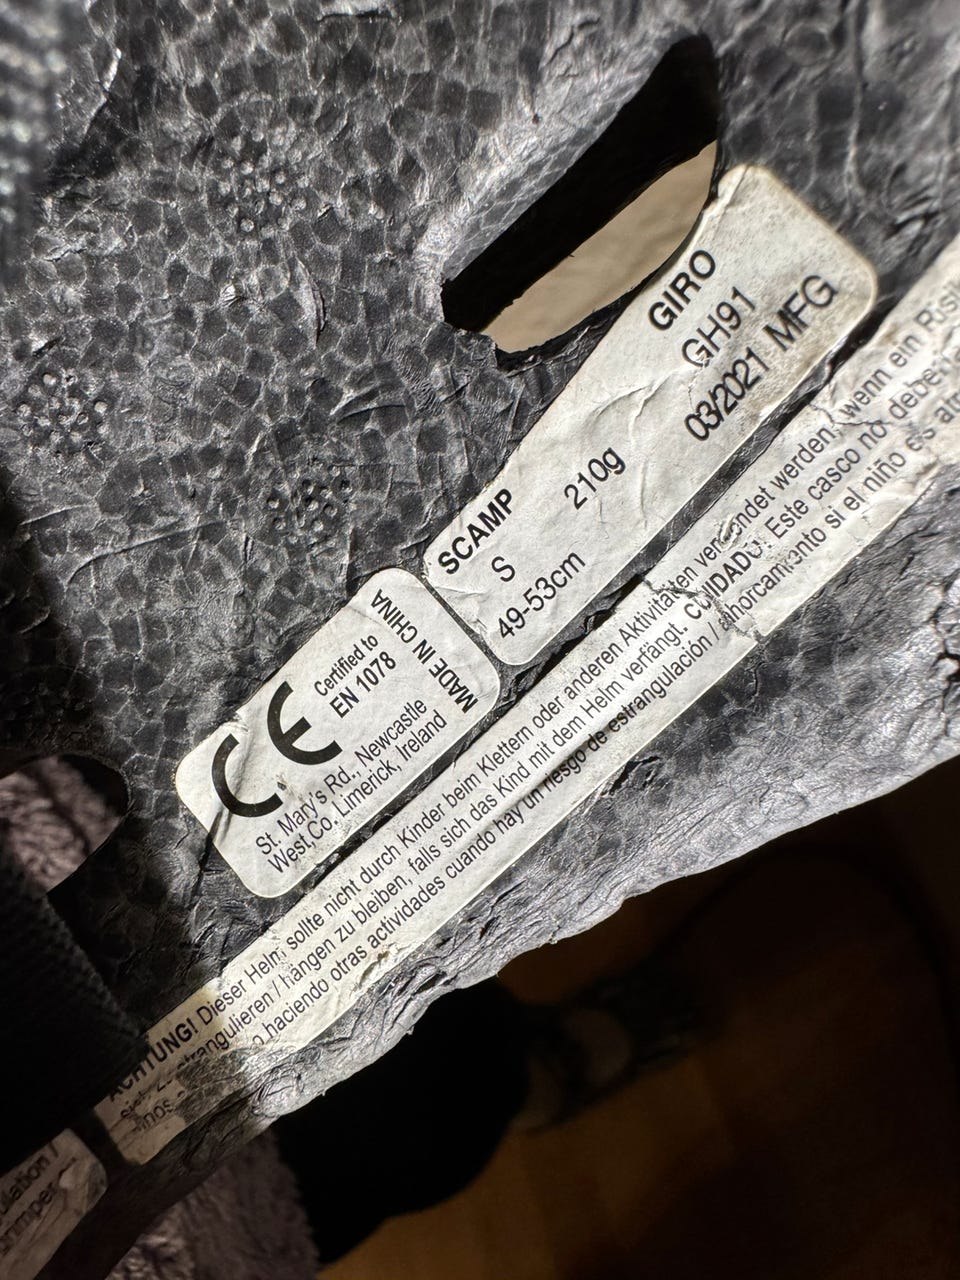 GIRO
GH91
03/2021 MFG
SCAMP
S 210g
49-53cm
CE
Certified to
EN 1078
MADE IN CHINA
St. Mary's Rd., Newcastle
West,Co. Limerick, Ireland
ACHTUNG! Dieser Helm sollte nicht durch Kinder beim Klettern oder anderen Aktivitäten verwendet werden, wenn ein
strangulieren / hängen zu bleiben, falls sich das Kind mit dem Helm verfängt. CUIDADO: Este casco no deben
haciendo otras actividades cuando hay un riesgo de estrangulación / ahorcamiento si el niño es